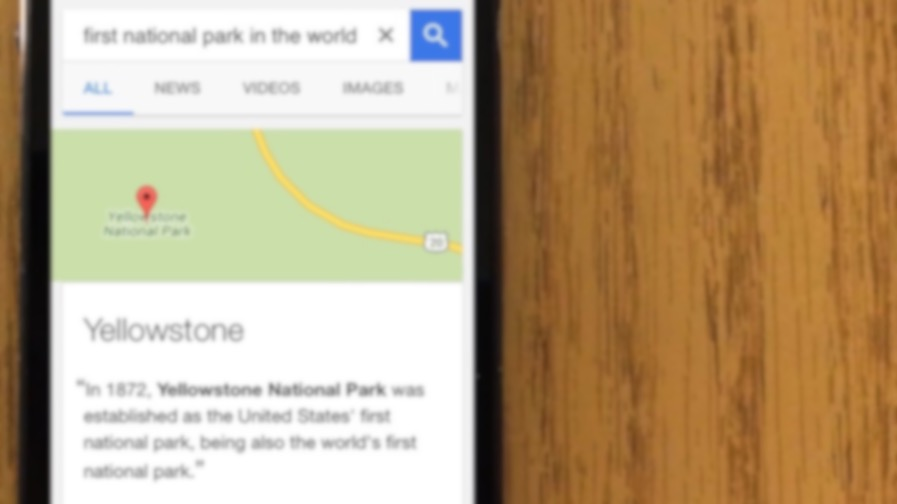 first national park in the world ×
ALL NEWS VIDEOS IMAGES
Yellowstone
National Park
20
Yellowstone
"In 1872, Yellowstone National Park was
established as the United States' first
national park, being also the world's first
national park."